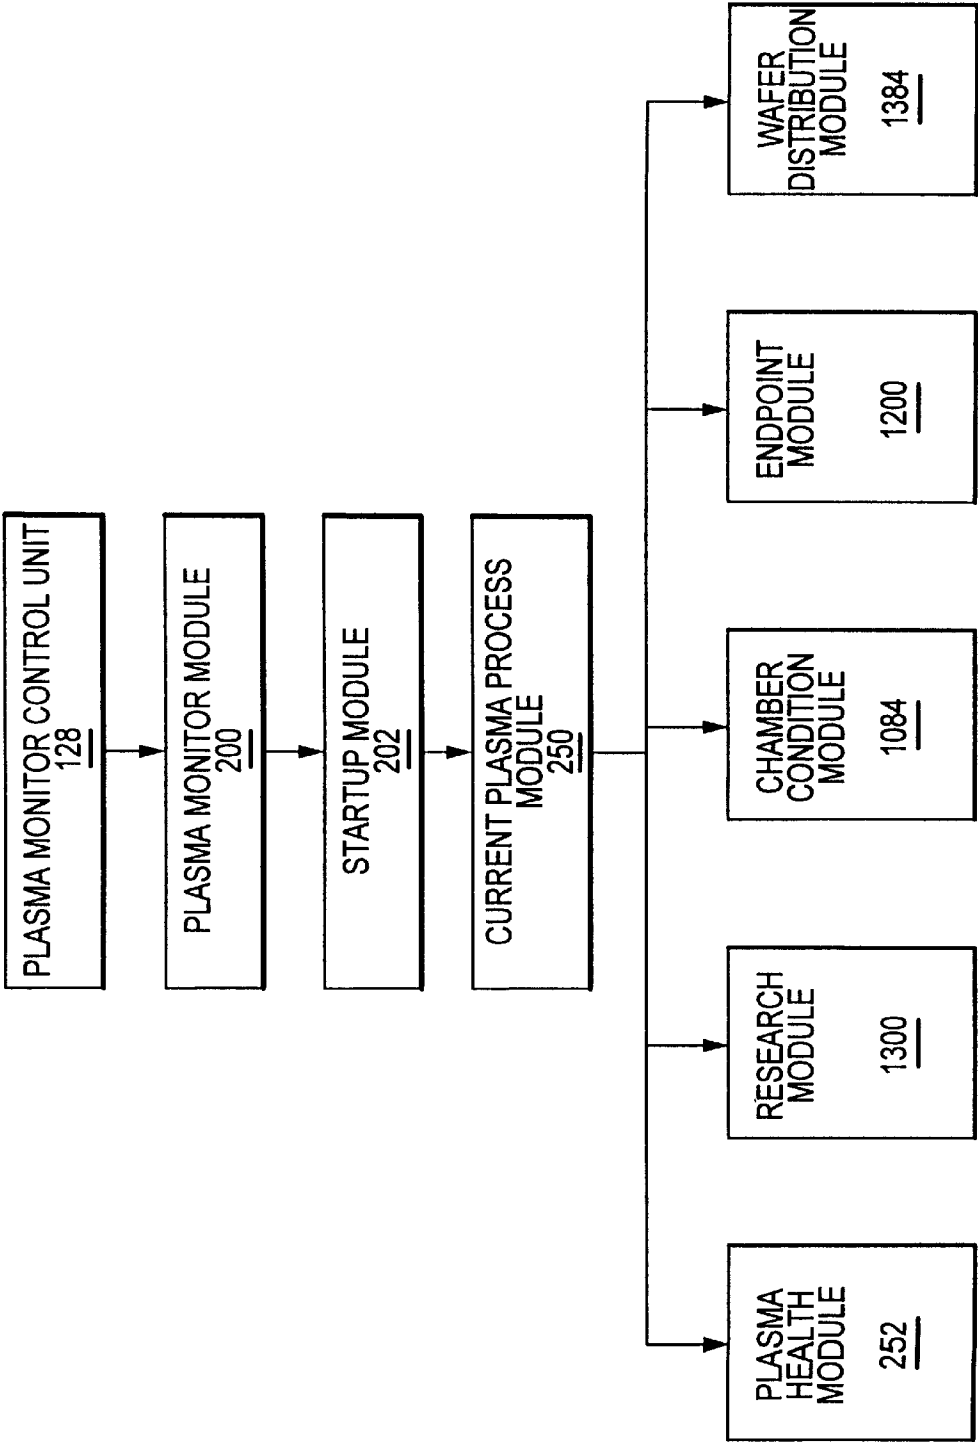 PLASMA MONITOR CONTROL UNIT
128
PLASMA MONITOR MODULE
200
STARTUP MODULE
202
CURRENT PLASMA PROCESS
MODULE
250
PLASMA
HEALTH
MODULE
252
RESEARCH
MODULE
1300
CHAMBER
CONDITION
MODULE
1084
ENDPOINT
MODULE
1200
WAFER
DISTRIBUTION
MODULE
1384